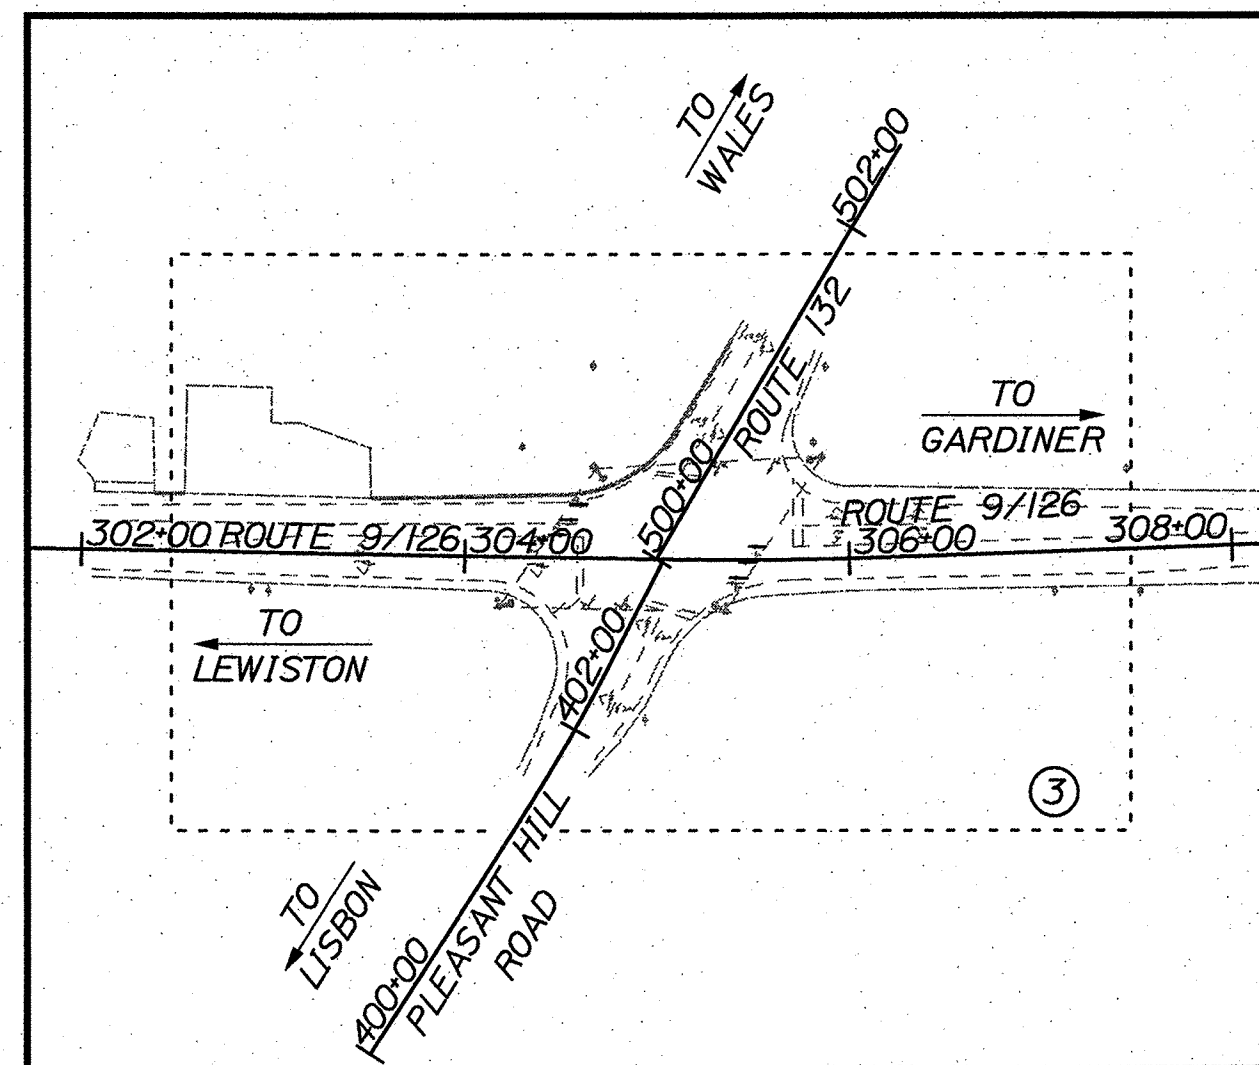 TO
WALES
502+00
ROUTE 132
TO
GARDINER
500+00
ROUTE 9/126
302+00 ROUTE 9/126 304+00
306+00
308+00
TO
LEWISTON
402+00
3
PLEASANT HILL
ROAD
TO
LISBON
400+00